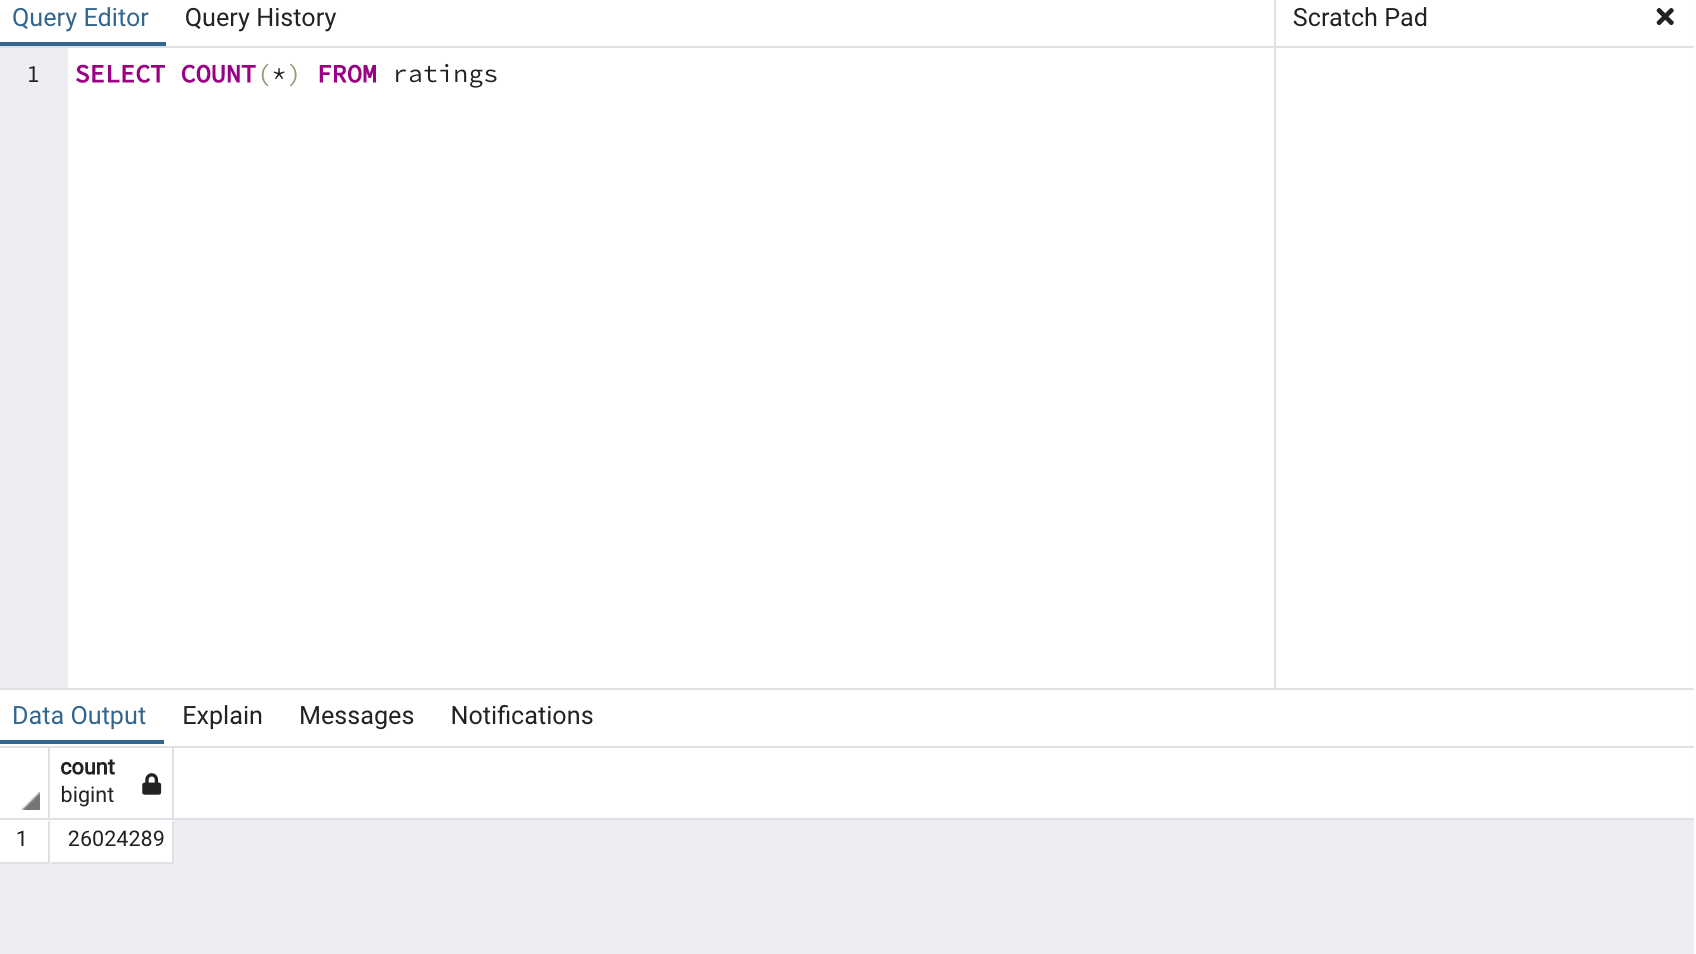 Query Editor Query History Scratch Pad
1 SELECT COUNT(*) FROM ratings
Data Output Explain Messages Notifications
count
bigint
1 26024289